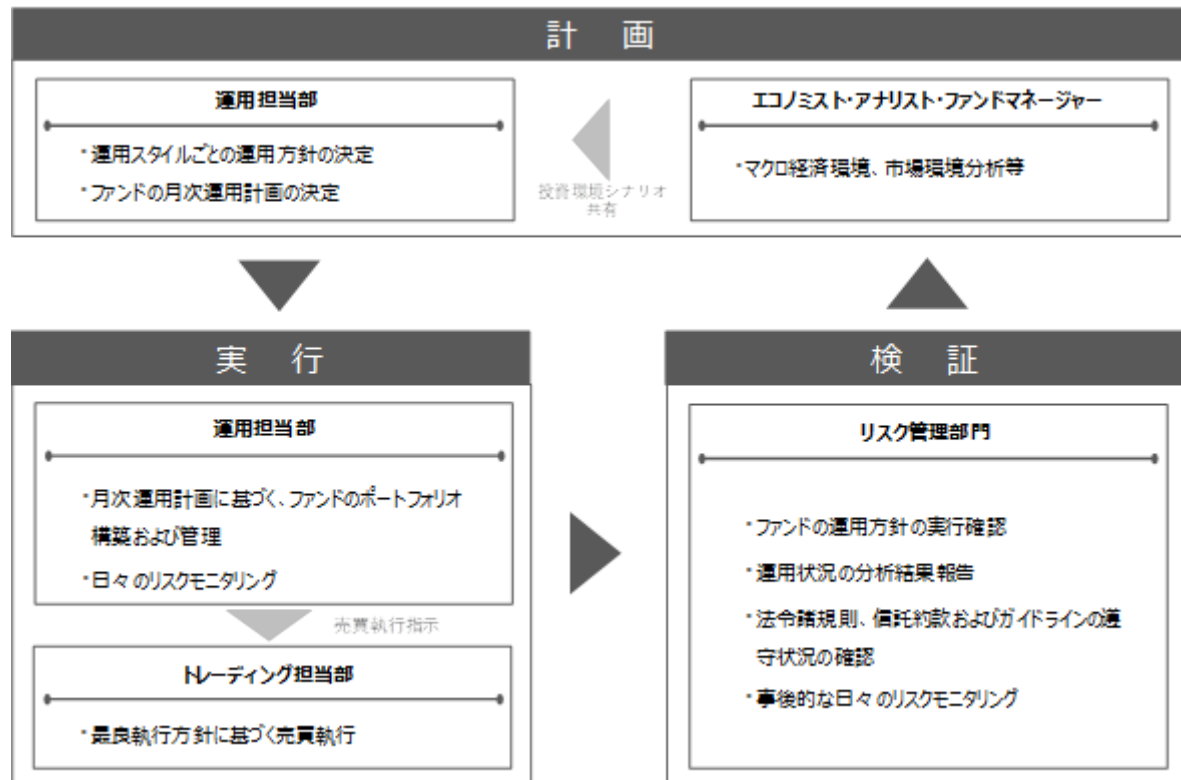 計 画
運用担当部
・運用スタイルごとの運用方針の決定
・ファンドの月次運用計画の決定
投資環境シナリオ
共有
エコノミスト・アナリスト・ファンドマネージャー
・マクロ経済環境、市場環境分析等
実 行
運用担当部
・月次運用計画に基づく、ファンドのポートフォリオ
構築および管理
・日々のリスクモニタリング
売買執行指示
トレーディング担当部
・最良執行方針に基づく売買執行
検 証
リスク管理部門
・ファンドの運用方針の実行確認
・運用状況の分析結果報告
・法令諸規則、信託約款およびガイドラインの遵
守状況の確認
・事後的な日々のリスクモニタリング